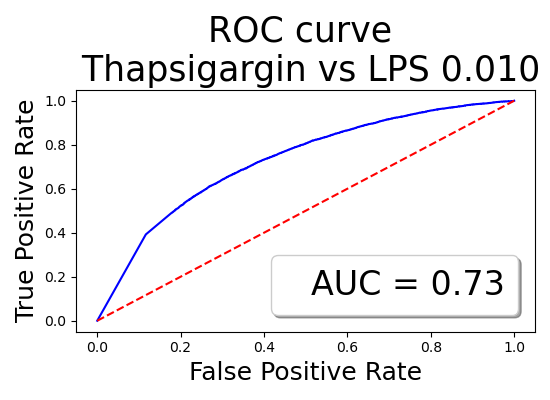 ROC curve
Thapsigargin vs LPS 0.010
1.0
0.8
0.6
0.4
0.2
0.0
True Positive Rate
AUC = 0.73
0.0 0.2 0.4 0.6 0.8 1.0
False Positive Rate